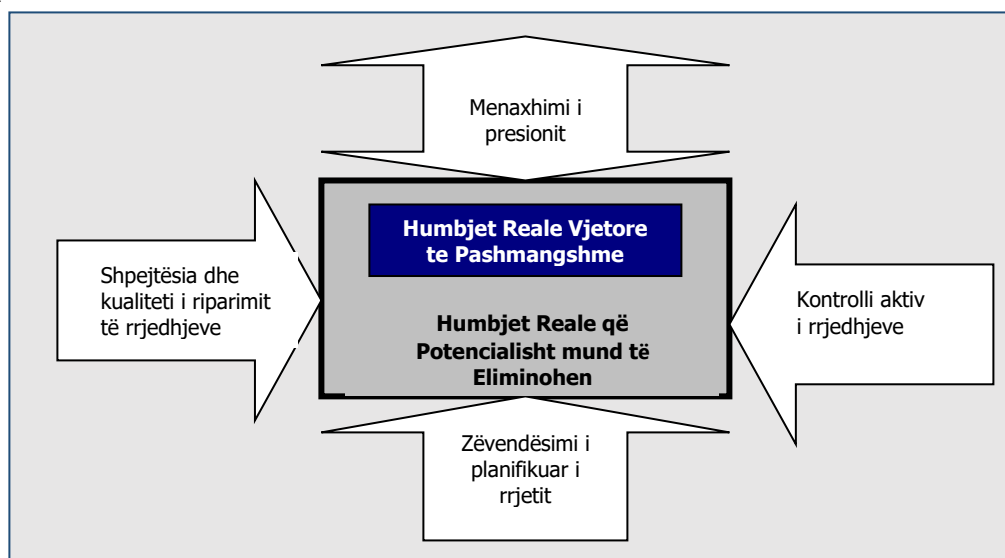 Menaxhimi i
presionit
Humbjet Reale Vjetore
te Pashmangshme
Shpejtësia dhe
kualiteti i riparimit
të rrjedhjeve
Kontrolli aktiv
i rrjedhjeve
Humbjet Reale që
Potencialisht mund të
Eliminohen
Zëvendësimi i
planifikuar i
rrjetit